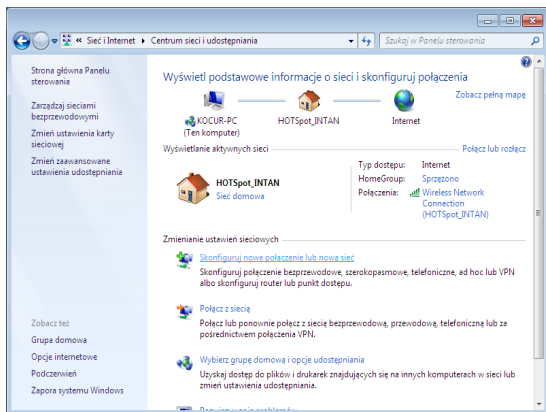 Sieć i Internet ▸ Centrum sieci i udostępniania
Szukaj w Panelu sterowania
Strona główna Panelu
sterowania
Zarządzaj sieciami
bezprzewodowymi
Zmień ustawienia karty
sieciowej
Zmień zaawansowane
ustawienia udostępniania
Zobacz też
Grupa domowa
Opcje internetowe
Podczerwień
Zapora systemu Windows
Wyświetl podstawowe informacje o sieci i skonfiguruj połączenia
Zobacz pełną mapę
KOCUR-PC
(Ten komputer)
HOTSpot_INTAN
Internet
Wyświetlanie aktywnych sieci
Połącz lub rozłącz
HOTSpot_INTAN
Sieć domowa
Typ dostępu: Internet
HomeGroup: Sprzężono
Połączenia: Wireless Network
Connection
(HOTSpot_INTAN)
Zmienianie ustawień sieciowych
Skonfiguruj nowe połączenie lub nową sieć
Skonfiguruj połączenie bezprzewodowe, szerokopasmowe, telefoniczne, ad hoc lub VPN
albo skonfiguruj router lub punkt dostępu.
Połącz z siecią
Połącz lub ponownie połącz z siecią bezprzewodową, przewodową, telefoniczną lub za
pośrednictwem połączenia VPN.
Wybierz grupę domową i opcje udostępniania
Uzyskaj dostęp do plików i drukarek znajdujących się na innych komputerach w sieci lub
zmień ustawienia udostępniania.